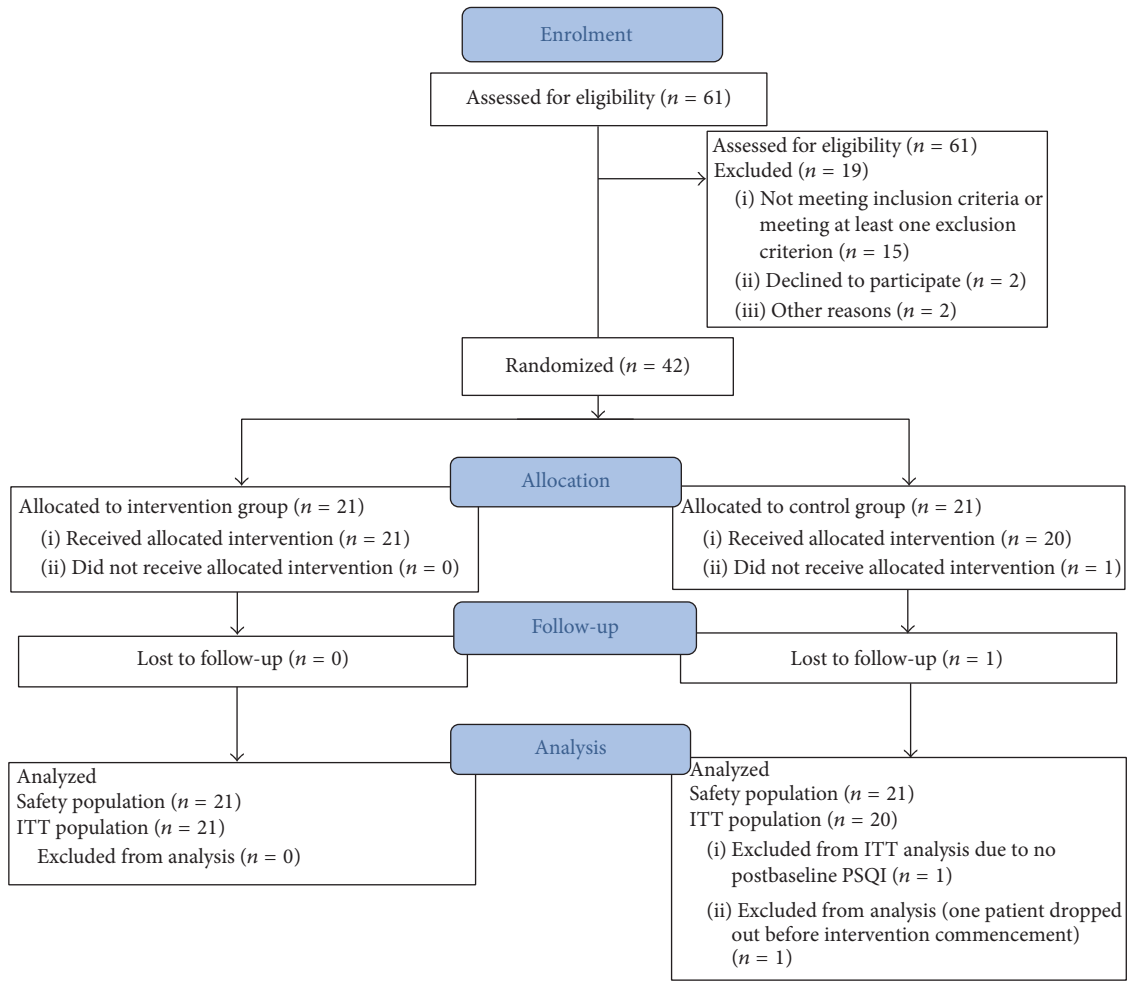 Enrolment
Assessed for eligibility (n = 61)
Assessed for eligibility (n = 61)
Excluded (n = 19)
(i) Not meeting inclusion criteria or
meeting at least one exclusion
criterion (n = 15)
(ii) Declined to participate (n = 2)
(iii) Other reasons (n = 2)
Randomized (n = 42)
Allocation
Allocated to intervention group (n = 21)
(i) Received allocated intervention (n = 21)
(ii) Did not receive allocated intervention (n = 0)
Allocated to control group (n = 21)
(i) Received allocated intervention (n = 20)
(ii) Did not receive allocated intervention (n = 1)
Follow-up
Lost to follow-up (n = 0)
Lost to follow-up (n = 1)
Analysis
Analyzed
Safety population (n = 21)
ITT population (n = 21)
Excluded from analysis (n = 0)
Analyzed
Safety population (n = 21)
ITT population (n = 20)
(i) Excluded from ITT analysis due to no
postbaseline PSQI (n = 1)
(ii) Excluded from analysis (one patient dropped
out before intervention commencement)
(n = 1)